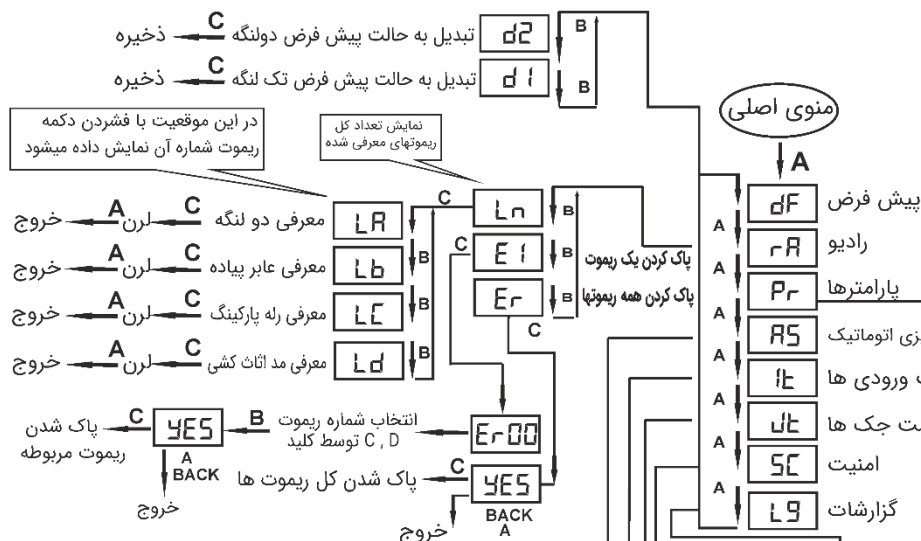 d2 تبدیل به حالت پیش فرض دولنگه C ذخیره
d1 تبدیل به حالت پیش فرض تک لنگه C ذخیره
B
B
منوی اصلی
A
در این موقعیت با فشردن دکمه
ریموت شماره آن نمایش داده میشود
نمایش تعداد کل
ریموتهای معرفی شده
dF پیش فرض
A
rA رادیو
A
Pr پارامترها
A
AS زی اتوماتیک
A
It ورودی ها
A
Jt ت جک ها
A
SC امنیت
A
L9 گزارشات
Ln
B
C
E1 پاک کردن یک ریموت
C
B
Er پاک کردن همه ریموتها
C
LA معرفی دو لنگه C لرن A خروج
B
Lb معرفی عابر پیاده C لرن A خروج
B
LC معرفی رله پارکینگ C لرن A خروج
B
Ld معرفی مد اثاث کشی C لرن A خروج
Er00
انتخاب شماره ریموت
توسط کلید C , D
B
YES
A
BACK
خروج
C
پاک شدن
ریموت مربوطه
YES
BACK
A
C
پاک شدن کل ریموت ها
خروج